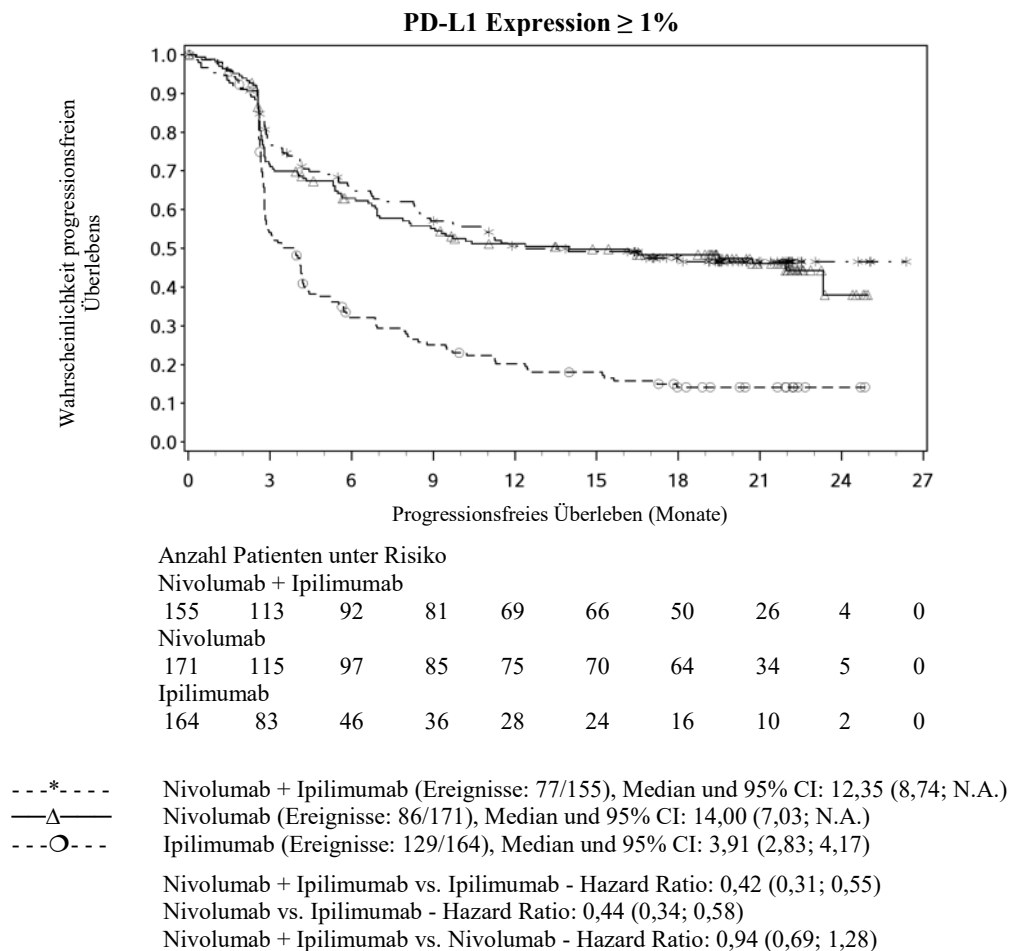 PD-L1 Expression ≥ 1%
Wahrscheinlichkeit progressionsfreien
Überlebens
1.0
0.9
0.8
0.7
0.6
0.5
0.4
0.3
0.2
0.1
0.0
0 3 6 9 12 15 18 21 24 27
Progressionsfreies Überleben (Monate)
Anzahl Patienten unter Risiko
Nivolumab + Ipilimumab
155 113 92 81 69 66 50 26 4 0
Nivolumab
171 115 97 85 75 70 64 34 5 0
Ipilimumab
164 83 46 36 28 24 16 10 2 0
- - -*- - - - Nivolumab + Ipilimumab (Ereignisse: 77/155), Median und 95% CI: 12,35 (8,74; N.A.)
──Δ── Nivolumab (Ereignisse: 86/171), Median und 95% CI: 14,00 (7,03; N.A.)
- - -❍- - - Ipilimumab (Ereignisse: 129/164), Median und 95% CI: 3,91 (2,83; 4,17)
Nivolumab + Ipilimumab vs. Ipilimumab - Hazard Ratio: 0,42 (0,31; 0,55)
Nivolumab vs. Ipilimumab - Hazard Ratio: 0,44 (0,34; 0,58)
Nivolumab + Ipilimumab vs. Nivolumab - Hazard Ratio: 0,94 (0,69; 1,28)